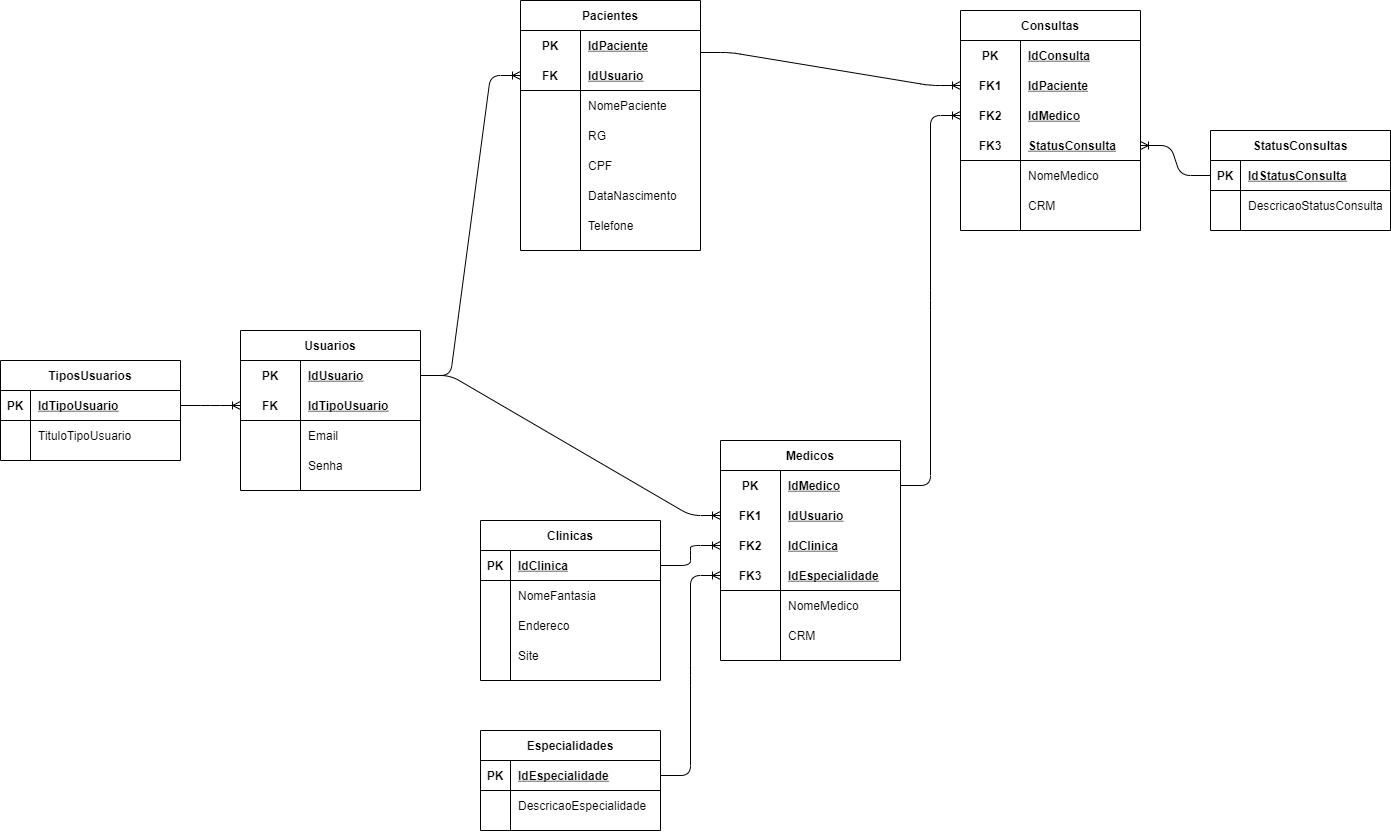 Pacientes
PK IdPaciente
FK IdUsuario
NomePaciente
RG
CPF
DataNascimento
Telefone
Consultas
PK IdConsulta
FK1 IdPaciente
FK2 IdMedico
FK3 StatusConsulta
NomeMedico
CRM
StatusConsultas
PK IdStatusConsulta
DescricaoStatusConsulta
TiposUsuarios
PK IdTipoUsuario
TituloTipoUsuario
Usuarios
PK IdUsuario
FK IdTipoUsuario
Email
Senha
Medicos
PK IdMedico
FK1 IdUsuario
FK2 IdClinica
FK3 IdEspecialidade
NomeMedico
CRM
Clinicas
PK IdClinica
NomeFantasia
Endereco
Site
Especialidades
PK IdEspecialidade
DescricaoEspecialidade